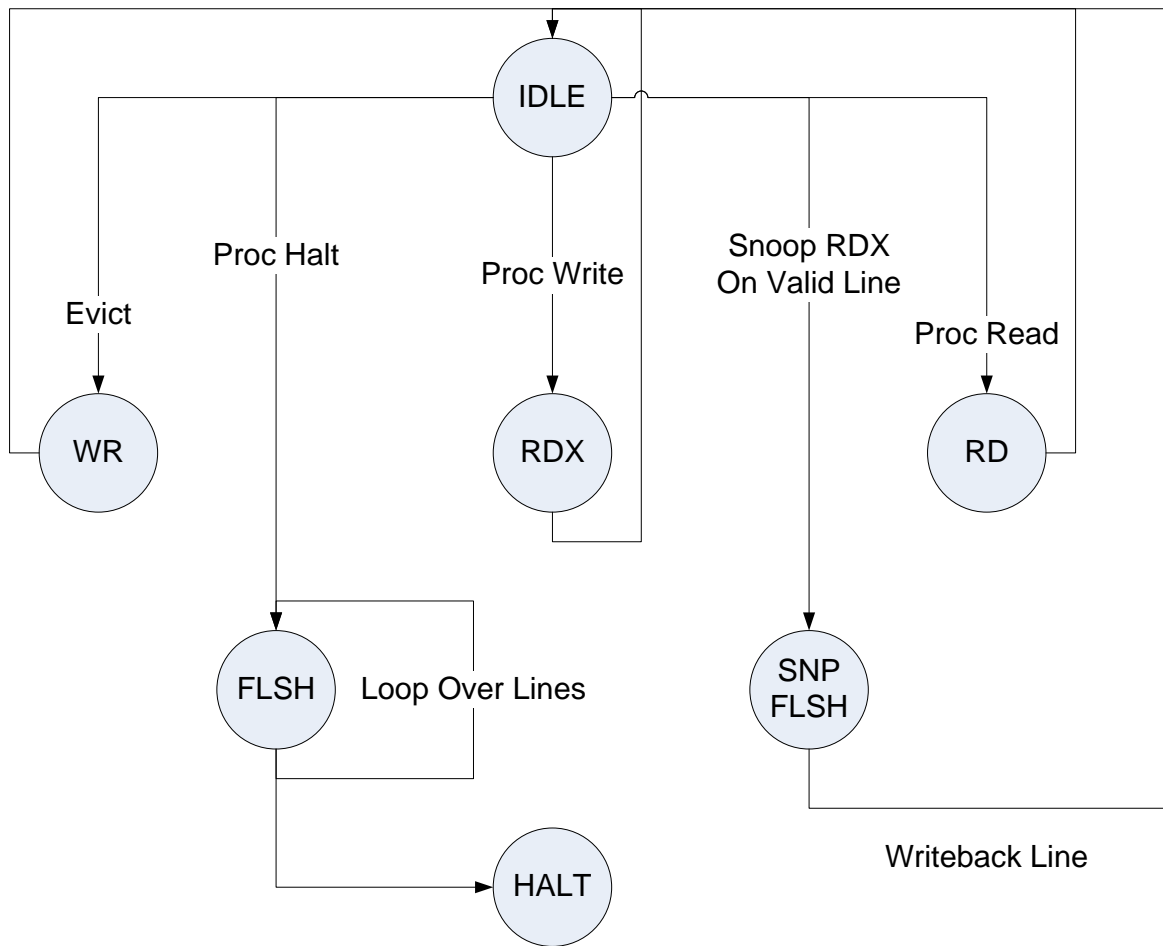 IDLE
Proc Halt
Proc Write
Snoop RDX
On Valid Line
Evict
Proc Read
WR
RDX
RD
FLSH
Loop Over Lines
SNP
FLSH
Writeback Line
HALT